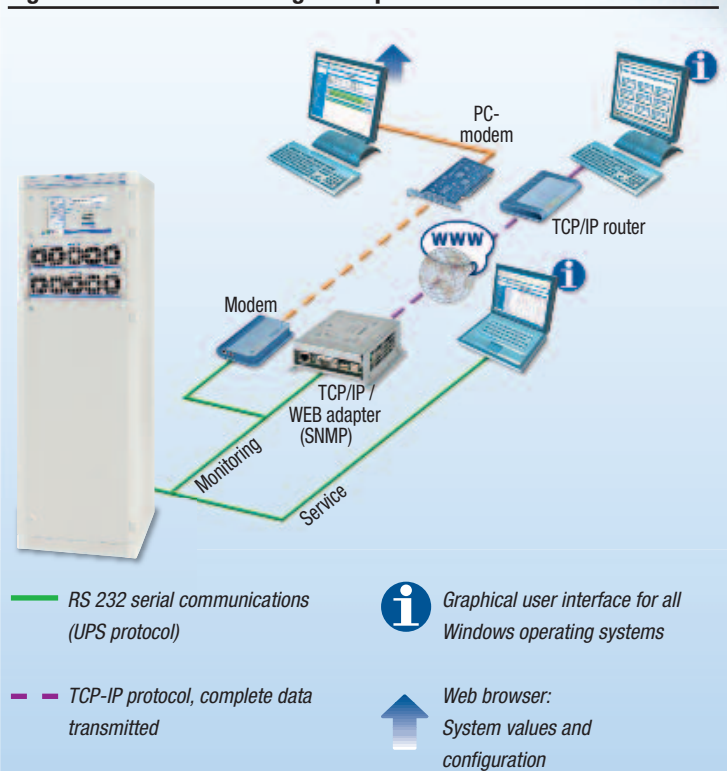 PC-
modem
TCP/IP router
www
Modem
TCP/IP /
WEB adapter
(SNMP)
Monitoring
Service
RS 232 serial communications
(UPS protocol)
Graphical user interface for all
Windows operating systems
TCP-IP protocol, complete data
transmitted
Web browser:
System values and
configuration